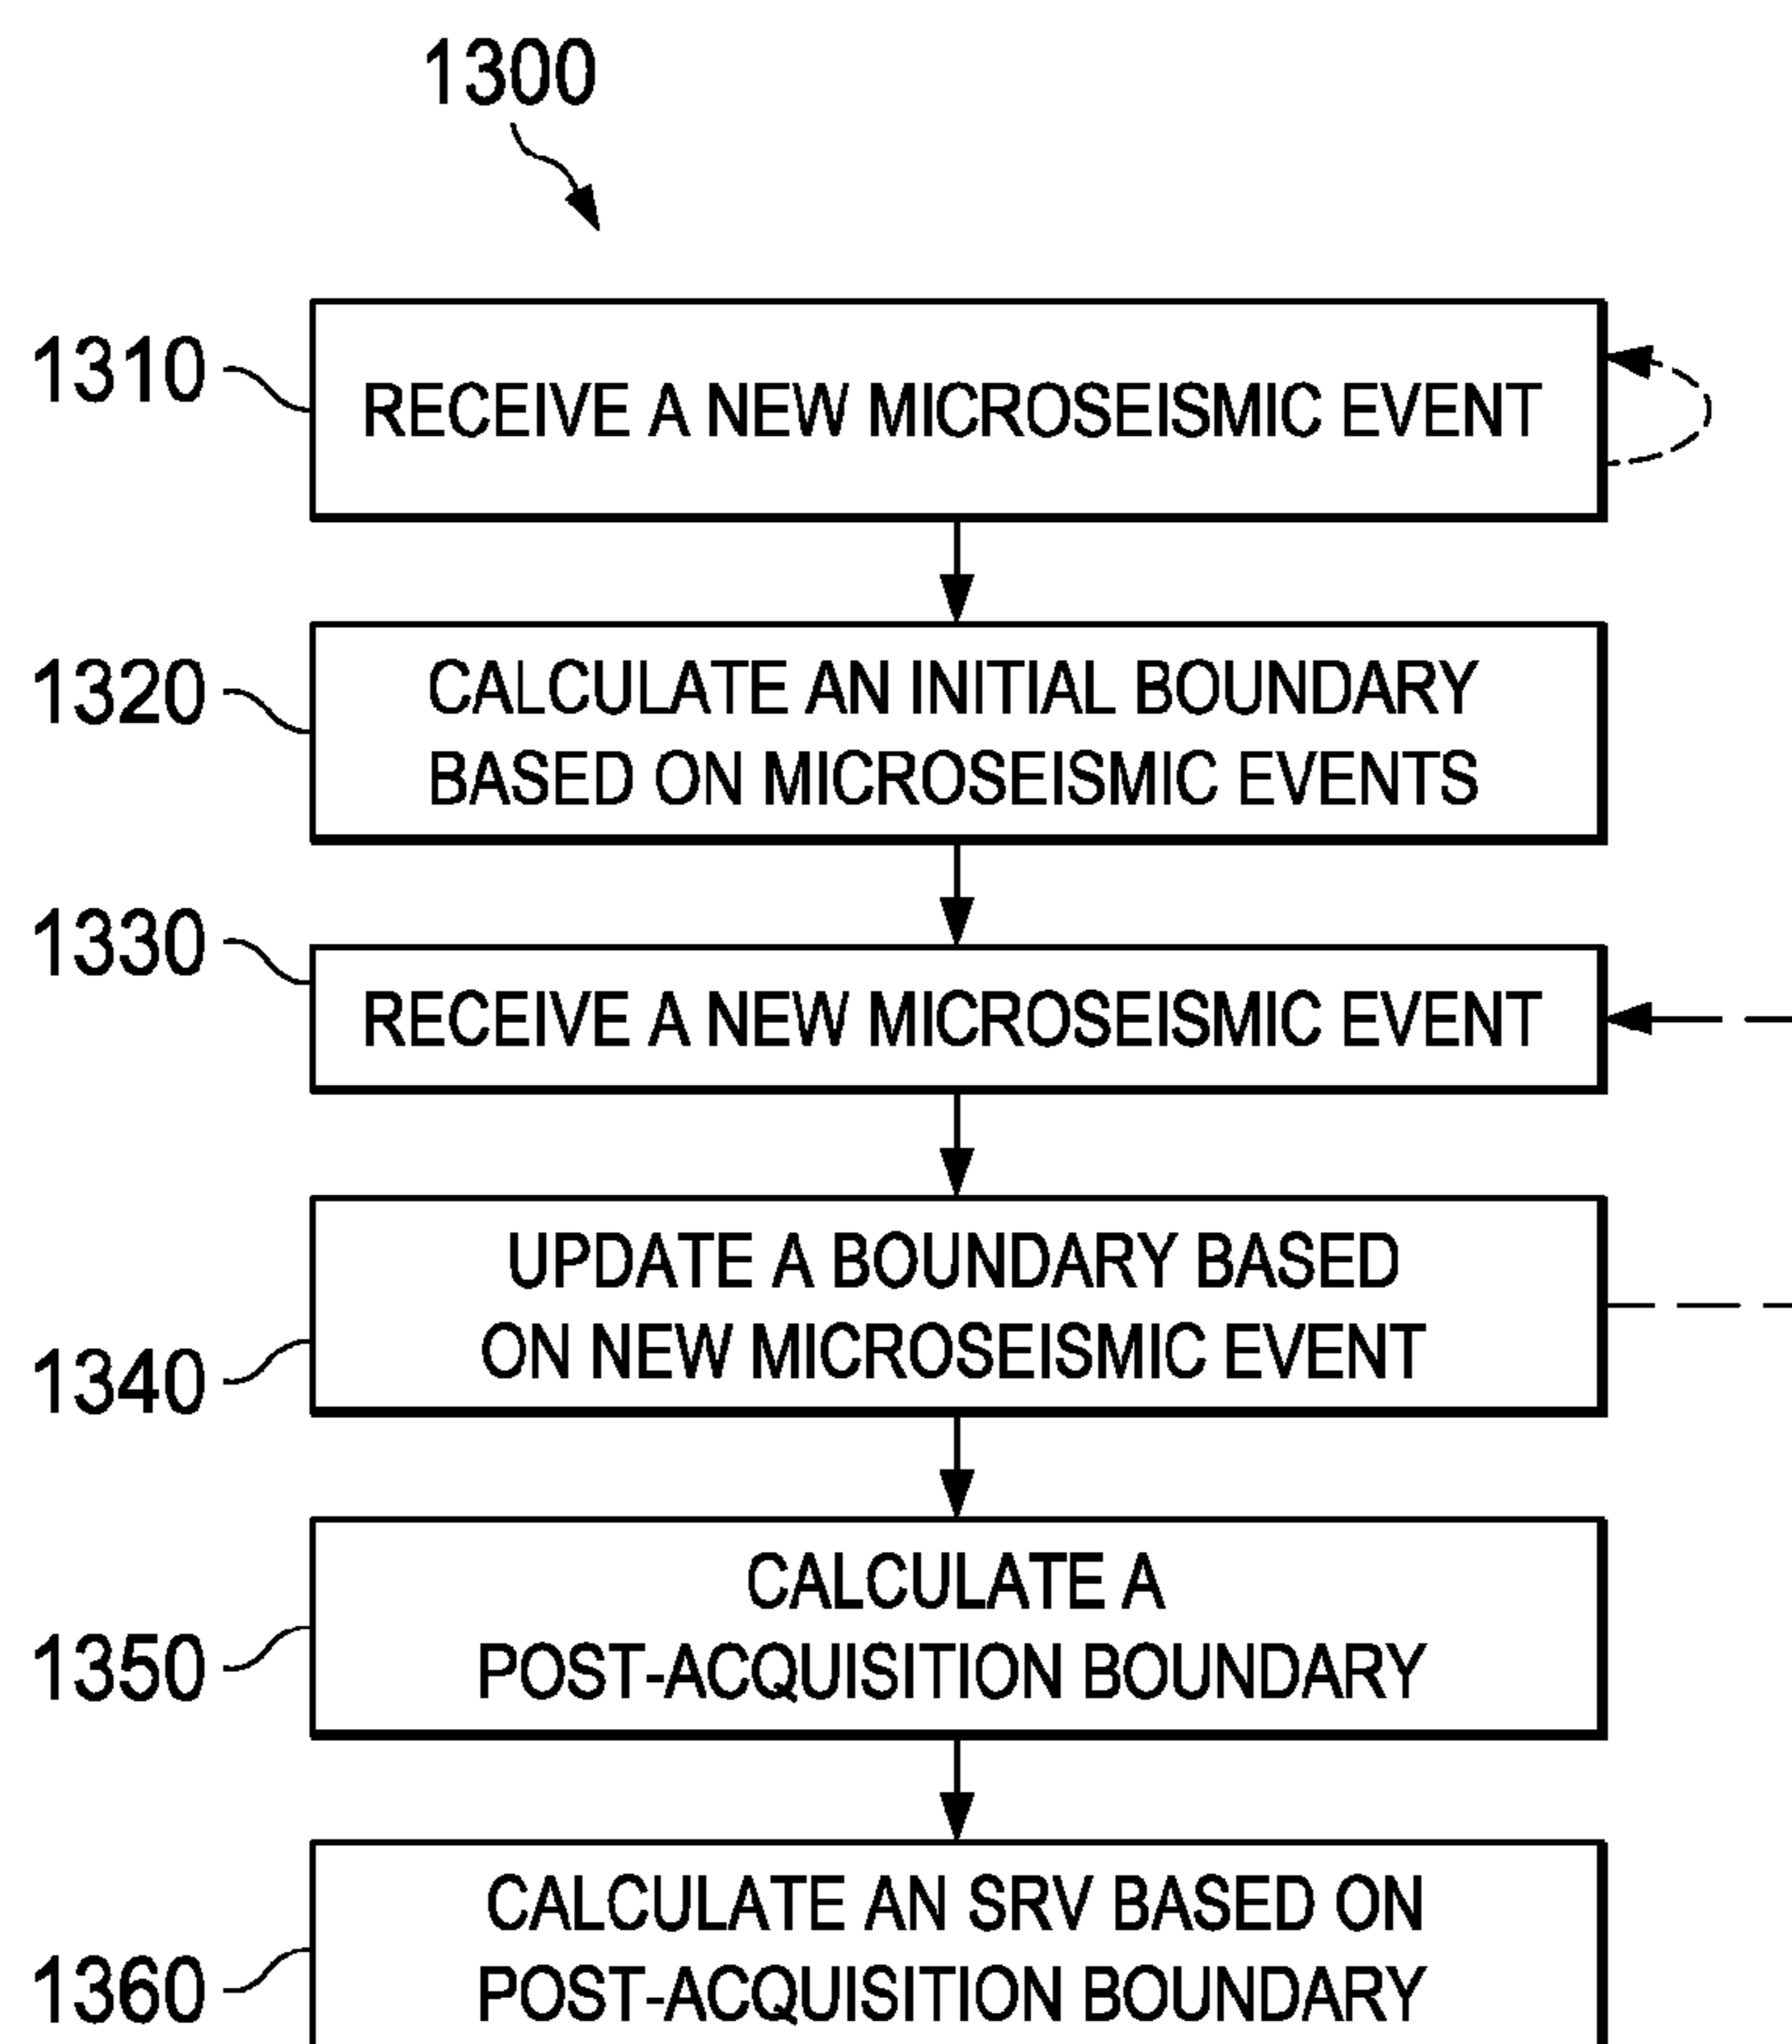 1300
1310
RECEIVE A NEW MICROSEISMIC EVENT
1320
CALCULATE AN INITIAL BOUNDARY
BASED ON MICROSEISMIC EVENTS
1330
RECEIVE A NEW MICROSEISMIC EVENT
1340
UPDATE A BOUNDARY BASED
ON NEW MICROSEISMIC EVENT
1350
CALCULATE A
POST-ACQUISITION BOUNDARY
1360
CALCULATE AN SRV BASED ON
POST-ACQUISITION BOUNDARY